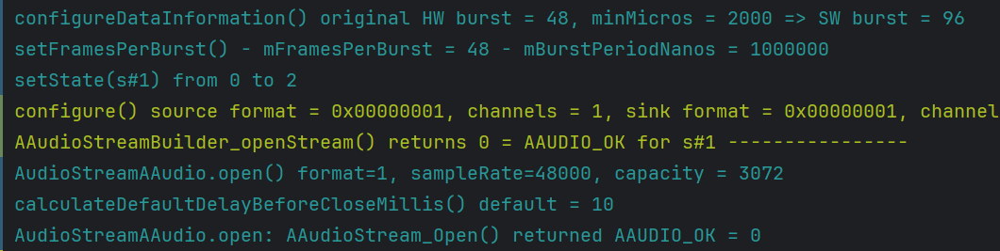 configureDataInformation() original HW burst = 48, minMicros = 2000 => SW burst = 96
setFramesPerBurst() - mFramesPerBurst = 48 - mBurstPeriodNanos = 1000000
setState(s#1) from 0 to 2
configure() source format = 0x00000001, channels = 1, sink format = 0x00000001, channel
AAudioStreamBuilder_openStream() returns 0 = AAUDIO_OK for s#1 ----------------
AudioStreamAAudio.open() format=1, sampleRate=48000, capacity = 3072
calculateDefaultDelayBeforeCloseMillis() default = 10
AudioStreamAAudio.open: AAudioStream_Open() returned AAUDIO_OK = 0